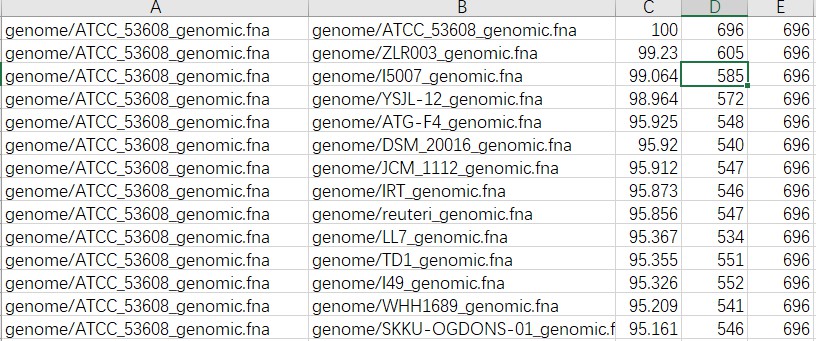 A B C D E
genome/ATCC_53608_genomic.fna genome/ATCC_53608_genomic.fna 100 696 696
genome/ATCC_53608_genomic.fna genome/ZLR003_genomic.fna 99.23 605 696
genome/ATCC_53608_genomic.fna genome/I5007_genomic.fna 99.064 585 696
genome/ATCC_53608_genomic.fna genome/YSJL-12_genomic.fna 98.964 572 696
genome/ATCC_53608_genomic.fna genome/ATG-F4_genomic.fna 95.925 548 696
genome/ATCC_53608_genomic.fna genome/DSM_20016_genomic.fna 95.92 540 696
genome/ATCC_53608_genomic.fna genome/JCM_1112_genomic.fna 95.912 547 696
genome/ATCC_53608_genomic.fna genome/IRT_genomic.fna 95.873 546 696
genome/ATCC_53608_genomic.fna genome/reuteri_genomic.fna 95.856 547 696
genome/ATCC_53608_genomic.fna genome/LL7_genomic.fna 95.367 534 696
genome/ATCC_53608_genomic.fna genome/TD1_genomic.fna 95.355 551 696
genome/ATCC_53608_genomic.fna genome/I49_genomic.fna 95.326 552 696
genome/ATCC_53608_genomic.fna genome/WHH1689_genomic.fna 95.209 541 696
genome/ATCC_53608_genomic.fna genome/SKKU-OGDONS-01_genomic.f 95.161 546 696